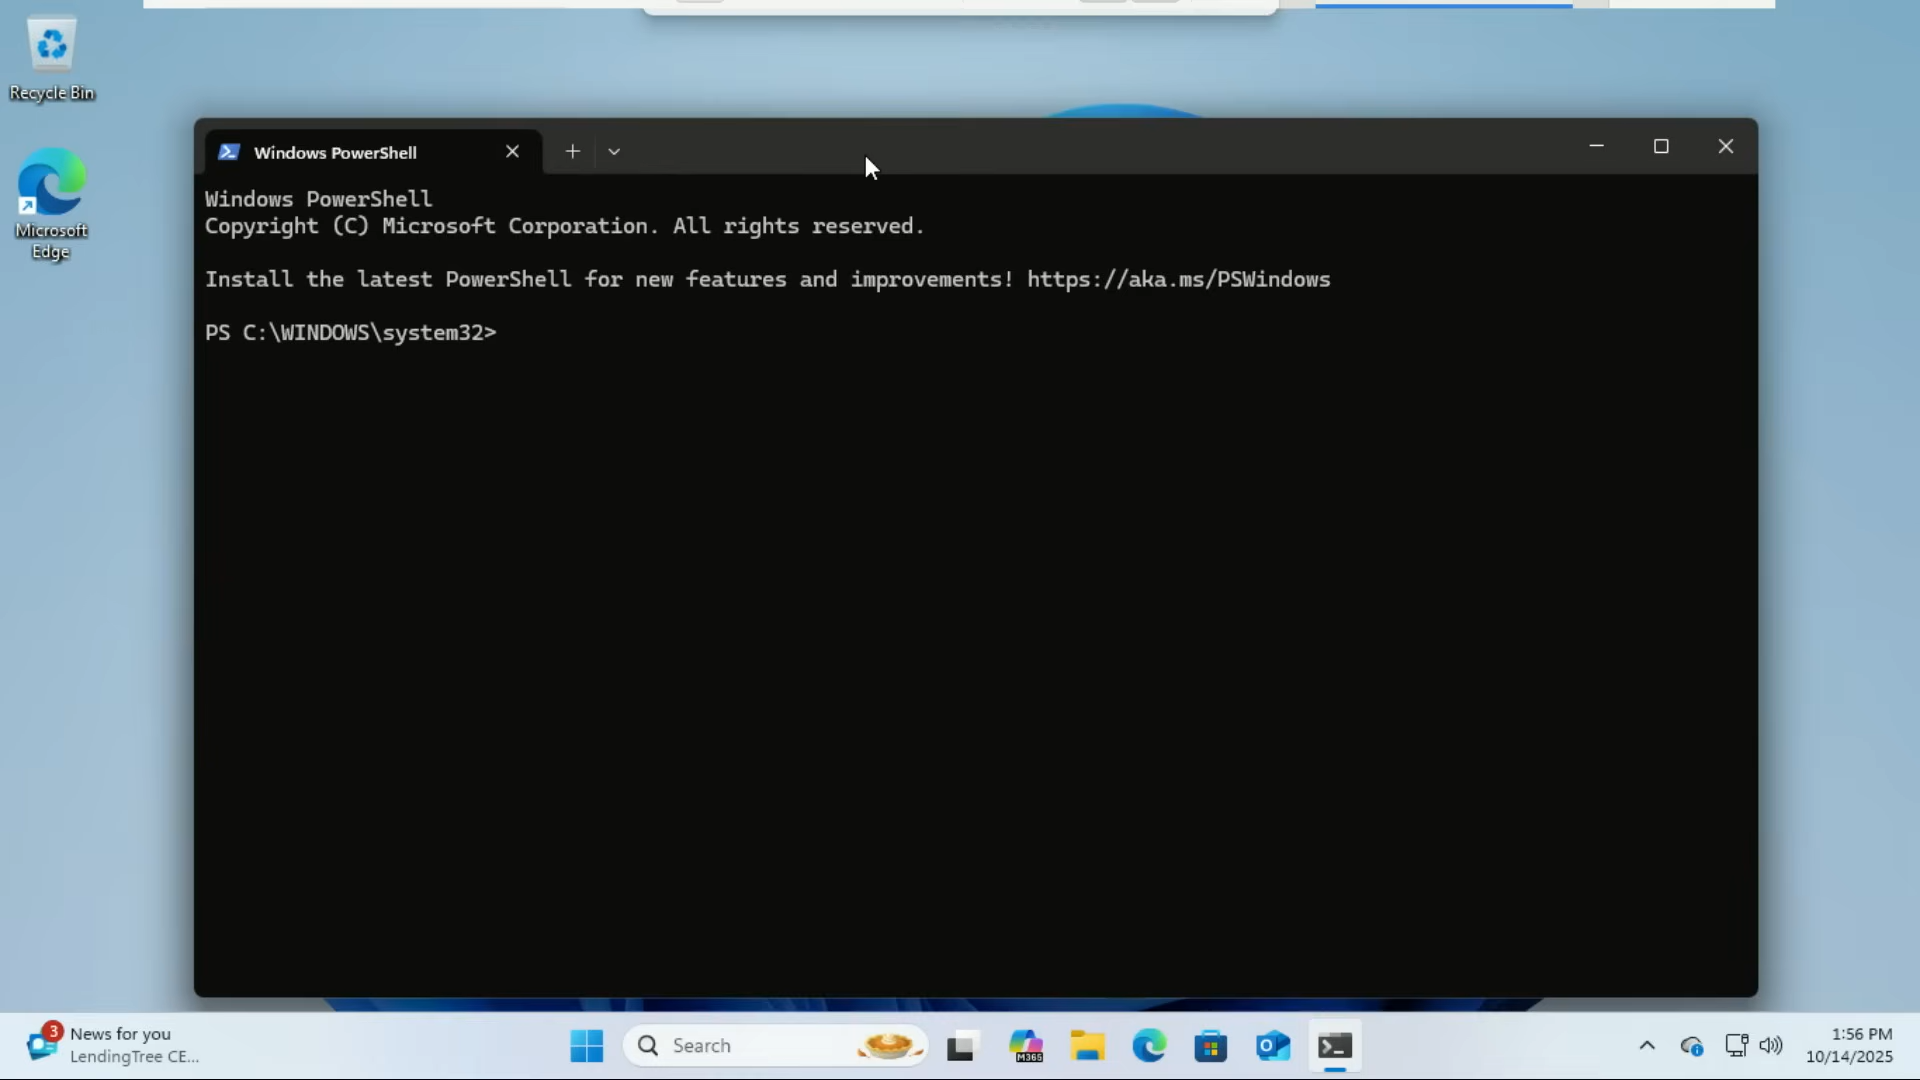 Recycle Bin
Microsoft
Edge
Windows PowerShell
Windows PowerShell
Copyright (C) Microsoft Corporation. All rights reserved.
Install the latest PowerShell for new features and improvements! https://aka.ms/PSWindows
PS C:\WINDOWS\system32>
3
News for you
LendingTree CE...
Search
M365
1:56 PM
10/14/2025